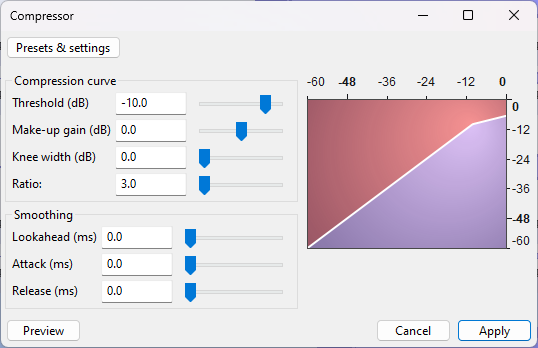 Compressor
Presets & settings
Compression curve
Threshold (dB) -10.0
Make-up gain (dB) 0.0
Knee width (dB) 0.0
Ratio: 3.0
Smoothing
Lookahead (ms) 0.0
Attack (ms) 0.0
Release (ms) 0.0
-60 -48 -36 -24 -12 0
0
-12
-24
-36
-48
-60
Preview Cancel Apply